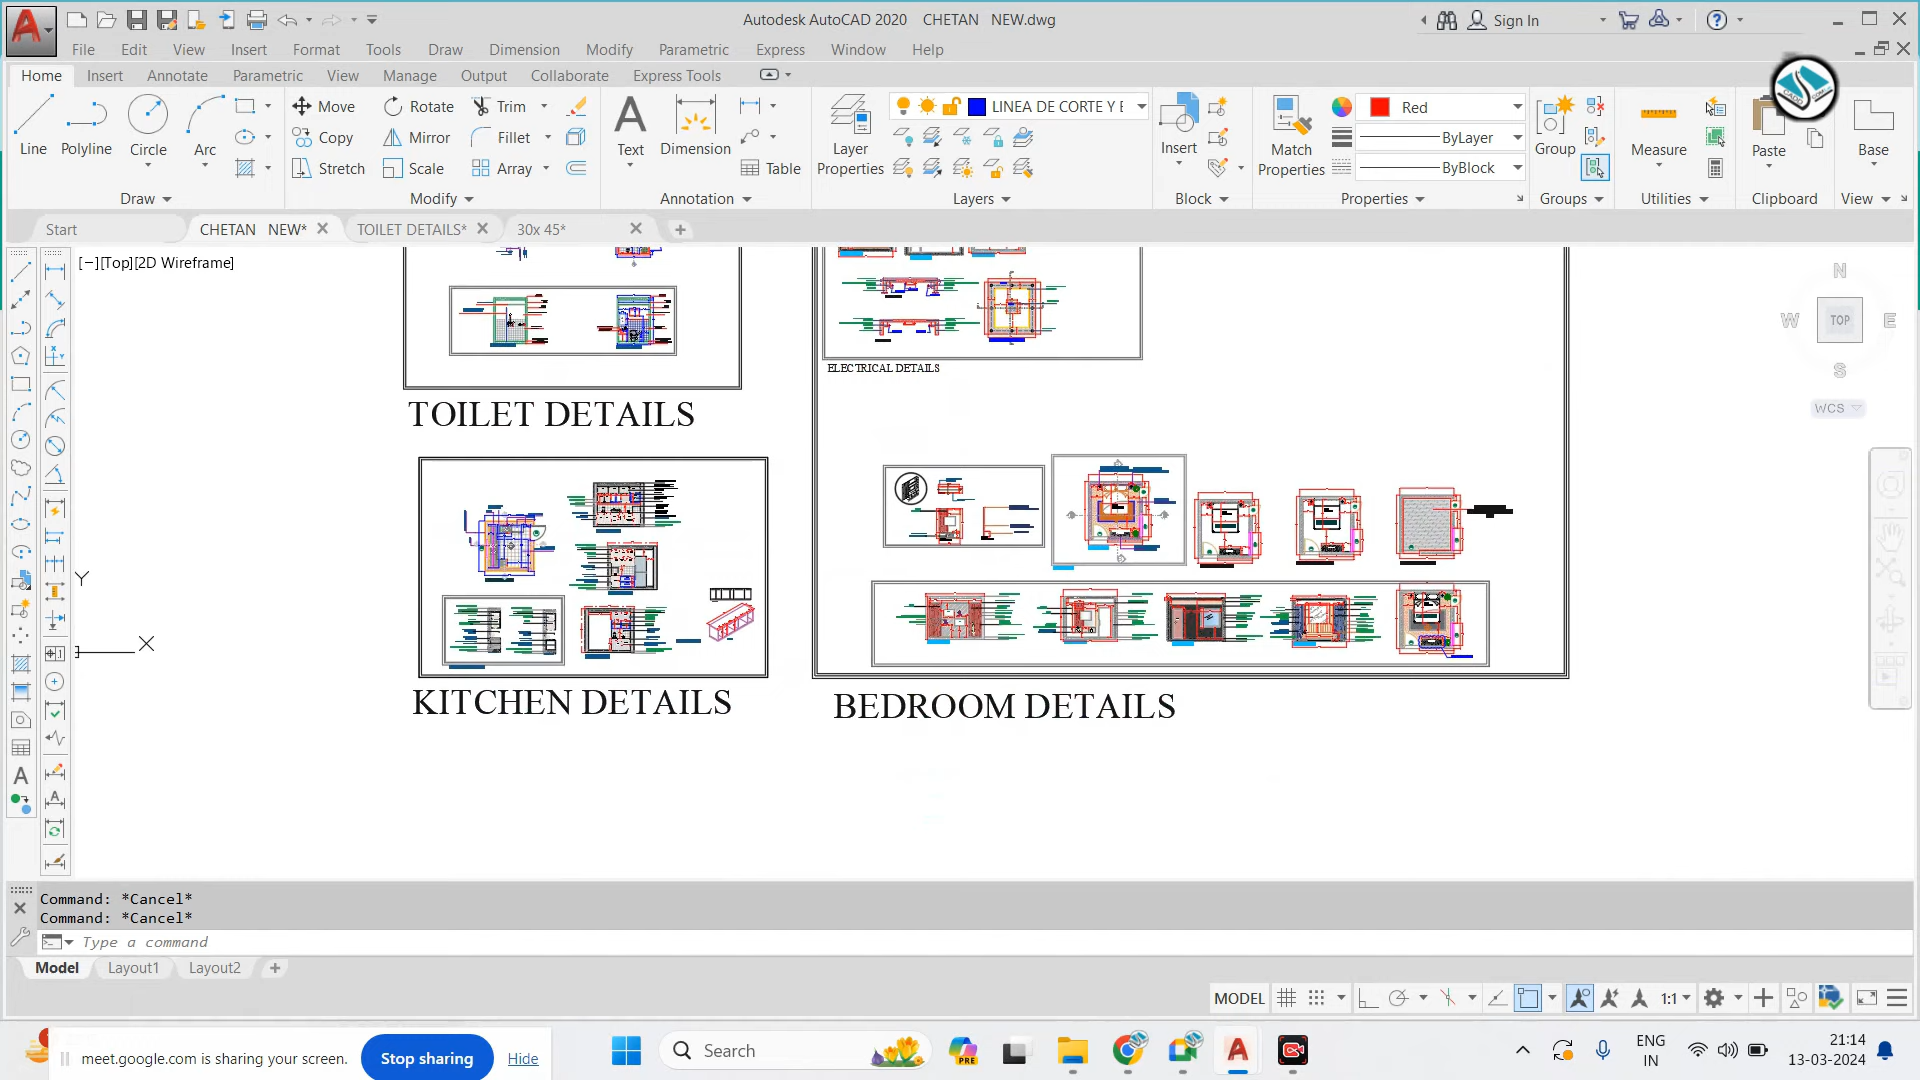 Autodesk AutoCAD 2020 CHETAN NEW.dwg
Sign In
File Edit View Insert Format Tools Draw Dimension Modify Parametric Express Window Help
Home Insert Annotate Parametric View Manage Output Collaborate Express Tools
Line Polyline Circle Arc
Move Rotate Trim
Copy Mirror Fillet
Stretch Scale Array
Text Dimension Table
Layer Properties
LINEA DE CORTE Y E
Insert
Match Properties
Red
ByLayer
ByBlock
Group
Measure
Paste
Base
Draw Modify Annotation Layers Block Properties Groups Utilities Clipboard View
Start CHETAN NEW* TOILET DETAILS* 30x 45*
[−][Top][2D Wireframe]
N
W TOP E
S
WCS
ELECTRICAL DETAILS
TOILET DETAILS
Y
X
KITCHEN DETAILS
BEDROOM DETAILS
Command: *Cancel*
Command: *Cancel*
Type a command
Model Layout1 Layout2
MODEL 1:1
meet.google.com is sharing your screen. Stop sharing Hide
Search
PRE
ENG
IN
21:14
13-03-2024